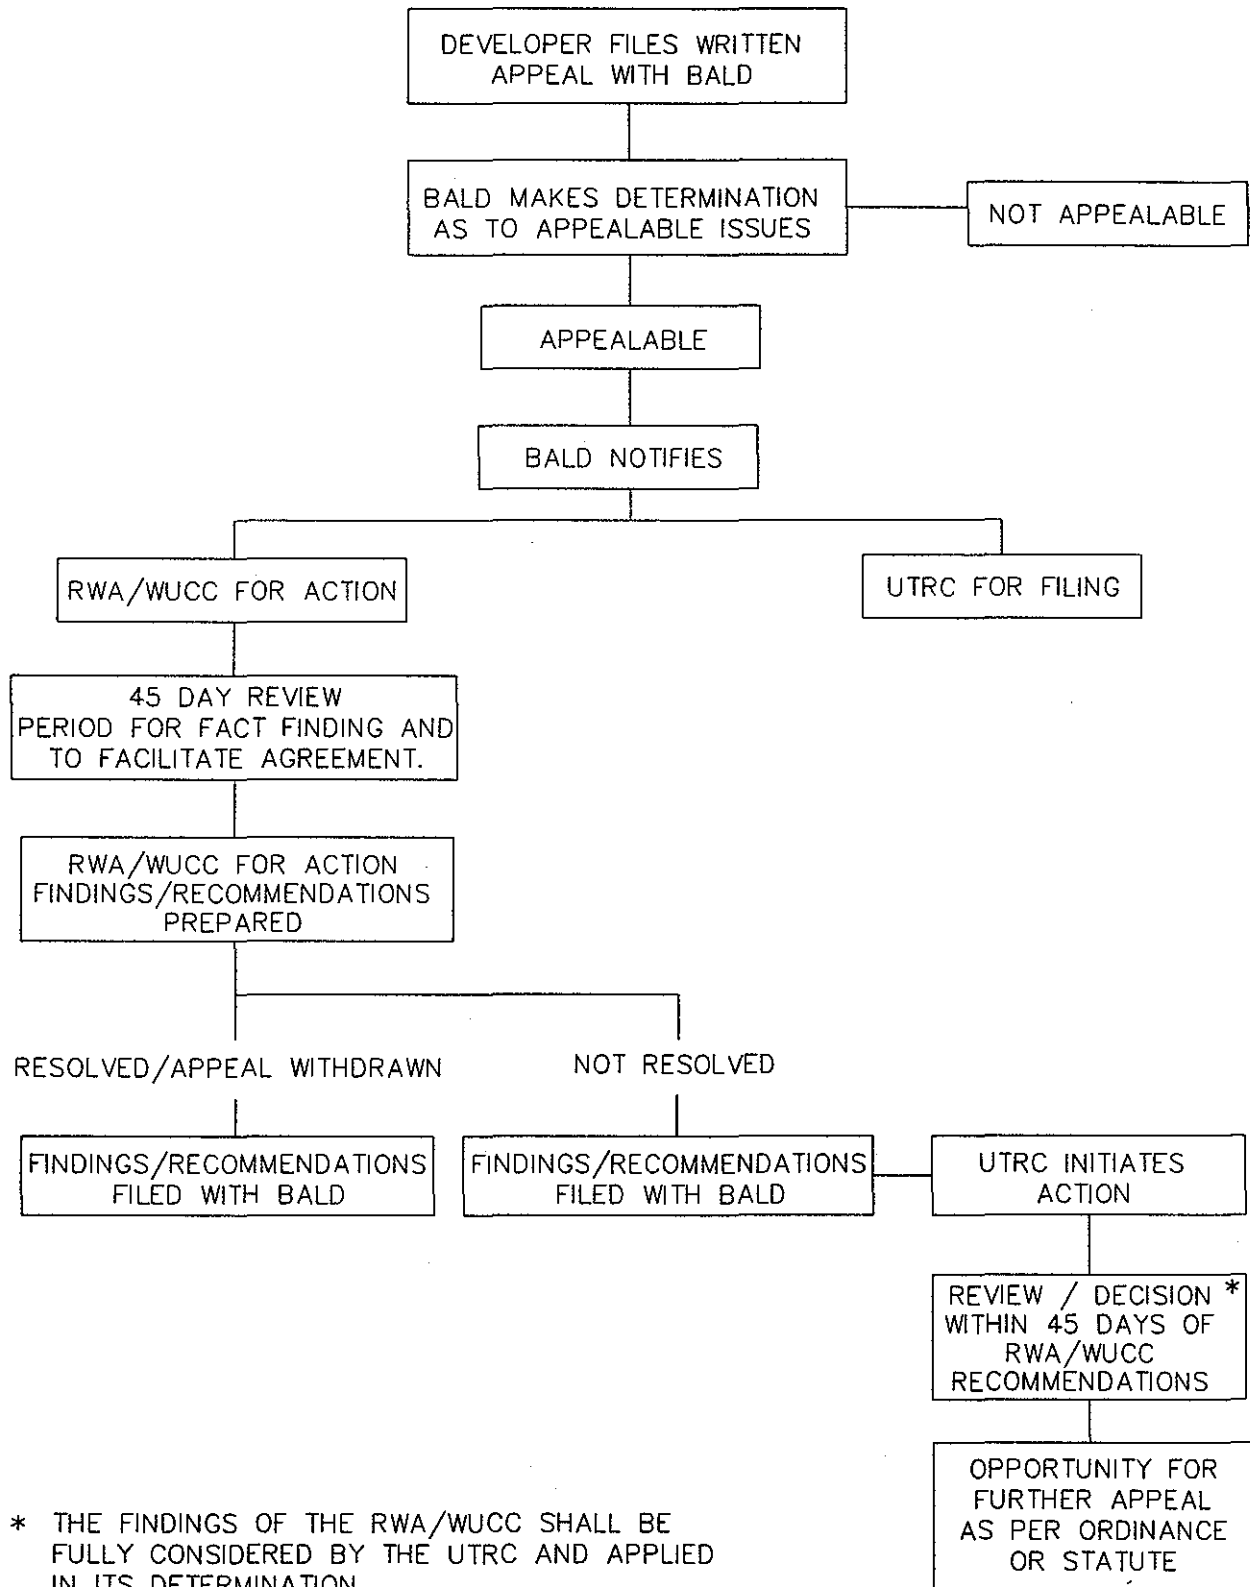 DEVELOPER FILES WRITTEN
APPEAL WITH BALD
BALD MAKES DETERMINATION
AS TO APPEALABLE ISSUES
NOT APPEALABLE
APPEALABLE
BALD NOTIFIES
RWA/WUCC FOR ACTION
UTRC FOR FILING
45 DAY REVIEW
PERIOD FOR FACT FINDING AND
TO FACILITATE AGREEMENT.
RWA/WUCC FOR ACTION
FINDINGS/RECOMMENDATIONS
PREPARED
RESOLVED/APPEAL WITHDRAWN
NOT RESOLVED
FINDINGS/RECOMMENDATIONS
FILED WITH BALD
FINDINGS/RECOMMENDATIONS
FILED WITH BALD
UTRC INITIATES
ACTION
REVIEW / DECISION *
WITHIN 45 DAYS OF
RWA/WUCC
RECOMMENDATIONS
OPPORTUNITY FOR
FURTHER APPEAL
AS PER ORDINANCE
OR STATUTE
* THE FINDINGS OF THE RWA/WUCC SHALL BE
FULLY CONSIDERED BY THE UTRC AND APPLIED
IN ITS DETERMINATION